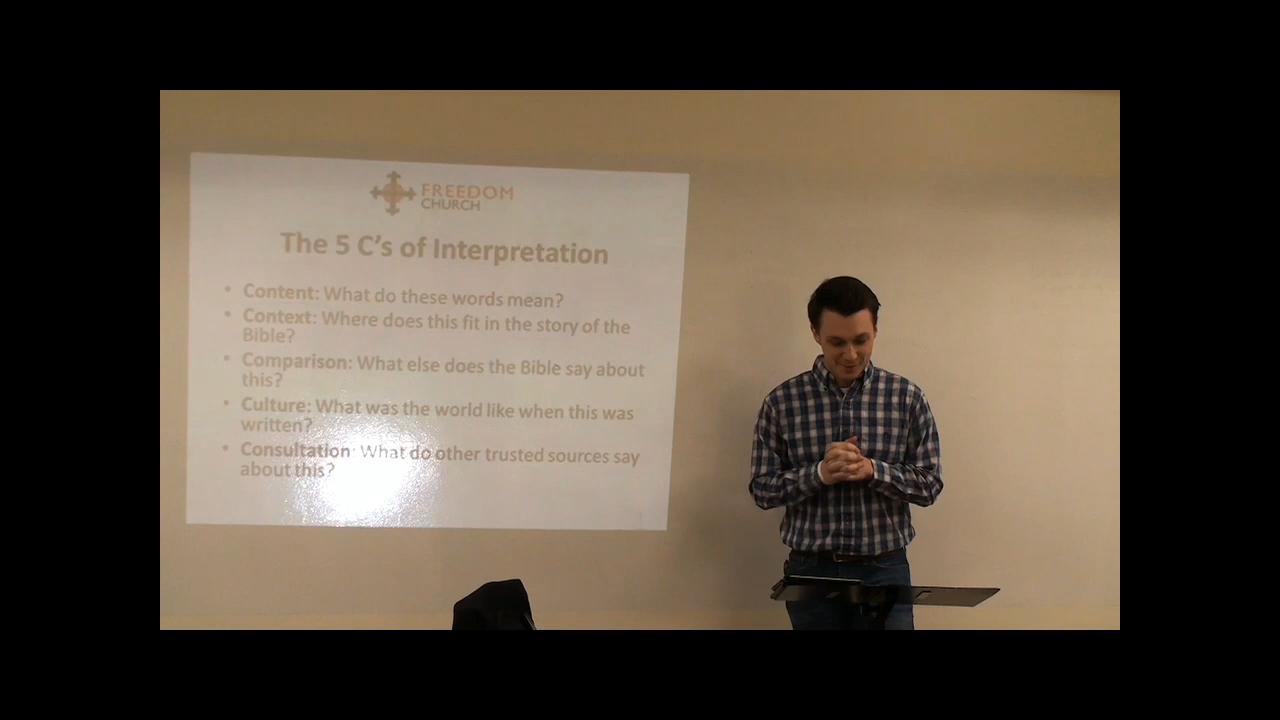 FREEDOM
CHURCH
The 5 C's of Interpretation
• Content: What do these words mean?
• Context: Where does this fit in the story of the
Bible?
• Comparison: What else does the Bible say about
this?
• Culture: What was the world like when this was
written?
• Consultation: What do other trusted sources say
about this?